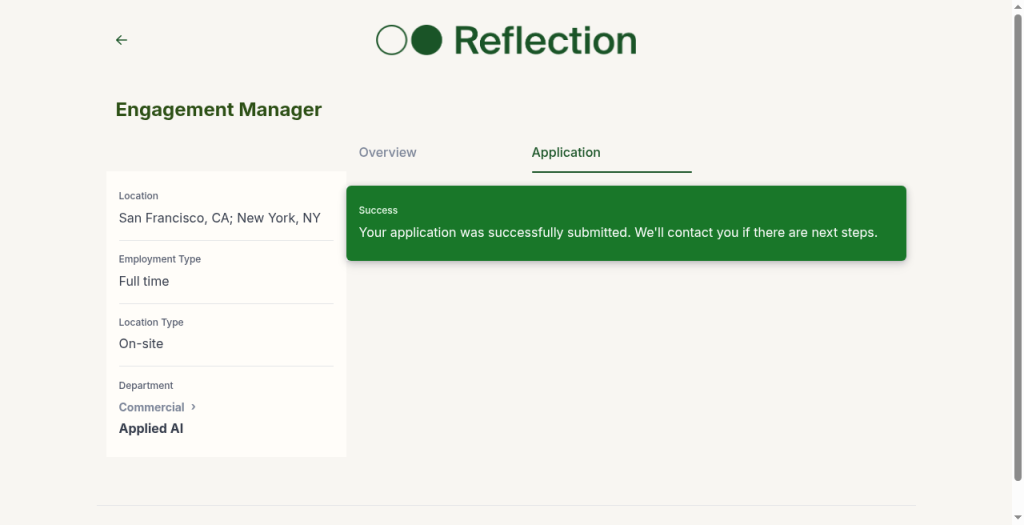 Reflection
Engagement Manager
Overview
Application
Location
San Francisco, CA; New York, NY
Employment Type
Full time
Location Type
On-site
Department
Commercial
Applied AI
Success
Your application was successfully submitted. We'll contact you if there are next steps.